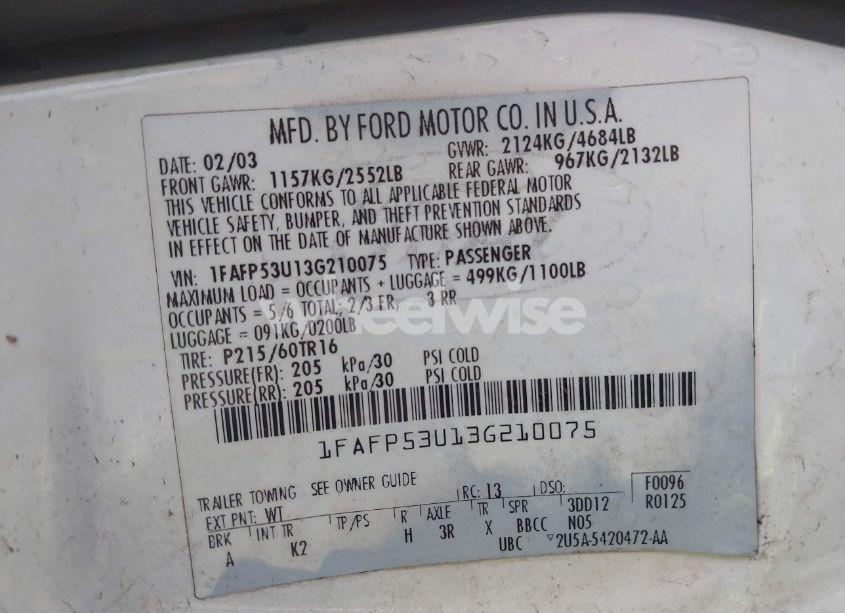 MFD. BY FORD MOTOR CO. IN U.S.A.
DATE: 02/03 GVWR: 2124KG/4684LB
FRONT GAWR: 1157KG/2552LB REAR GAWR: 967KG/2132LB
THIS VEHICLE CONFORMS TO ALL APPLICABLE FEDERAL MOTOR
VEHICLE SAFETY, BUMPER, AND THEFT PREVENTION STANDARDS
IN EFFECT ON THE DATE OF MANUFACTURE SHOWN ABOVE.
VIN: 1FAFP53U13G210075 TYPE: PASSENGER
MAXIMUM LOAD = OCCUPANTS + LUGGAGE = 499KG/1100LB
OCCUPANTS = 5/6 TOTAL; 2/3 FR, 3 RR
LUGGAGE = 091KG/0200LB
wheelwise
TIRE: P215/60TR16
PRESSURE(FR): 205 kPa/30 PSI COLD
PRESSURE(RR): 205 kPa/30 PSI COLD
1FAFP53U13G210075
TRAILER TOWING - SEE OWNER GUIDE
EXT PNT: WT RC: 13 DSO: F0096
BRK INT TR TP/PS R AXLE TR SPR 3DD12 R0125
A K2 H 3R X BBCC N05
UBC ▽2U5A-5420472-AA